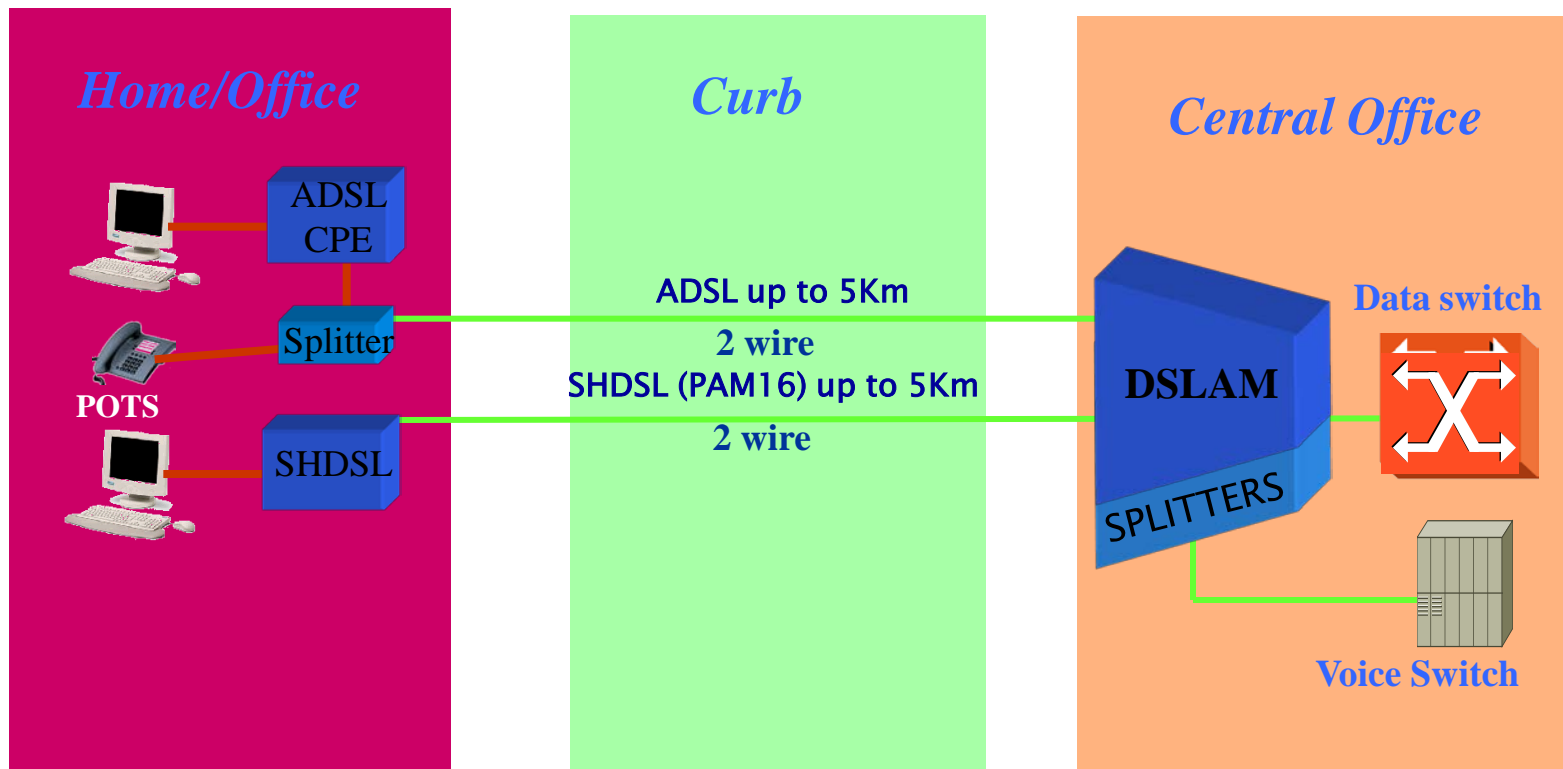 Home/Office
ADSL
CPE
Splitter
POTS
SHDSL
Curb
ADSL up to 5Km
2 wire
SHDSL (PAM16) up to 5Km
2 wire
Central Office
DSLAM
SPLITTERS
Data switch
Voice Switch